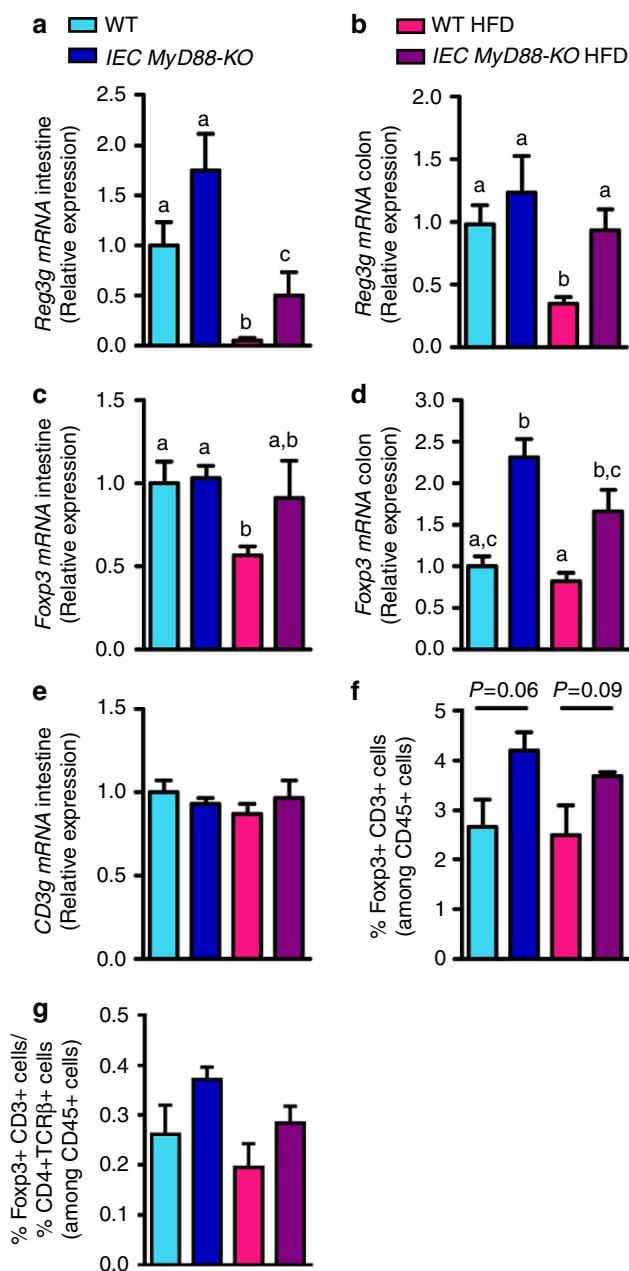 a
WT
IEC MyD88-KO
b
WT HFD
IEC MyD88-KO HFD
Reg3g mRNA intestine
(Relative expression)
2.5
2.0
1.5
1.0
0.5
0.0
a
a
b
c
Reg3g mRNA colon
(Relative expression)
2.0
1.5
1.0
0.5
0.0
a
a
b
a
c
Foxp3 mRNA intestine
(Relative expression)
1.5
1.0
0.5
0.0
a
a
b
a,b
d
Foxp3 mRNA colon
(Relative expression)
3.0
2.5
2.0
1.5
1.0
0.5
0.0
a,c
b
a
b,c
e
CD3g mRNA intestine
(Relative expression)
1.5
1.0
0.5
0.0
f
P=0.06
P=0.09
% Foxp3+ CD3+ cells
(among CD45+ cells)
5
4
3
2
1
0
g
% Foxp3+ CD3+ cells/
% CD4+TCRβ+ cells
(among CD45+ cells)
0.5
0.4
0.3
0.2
0.1
0.0